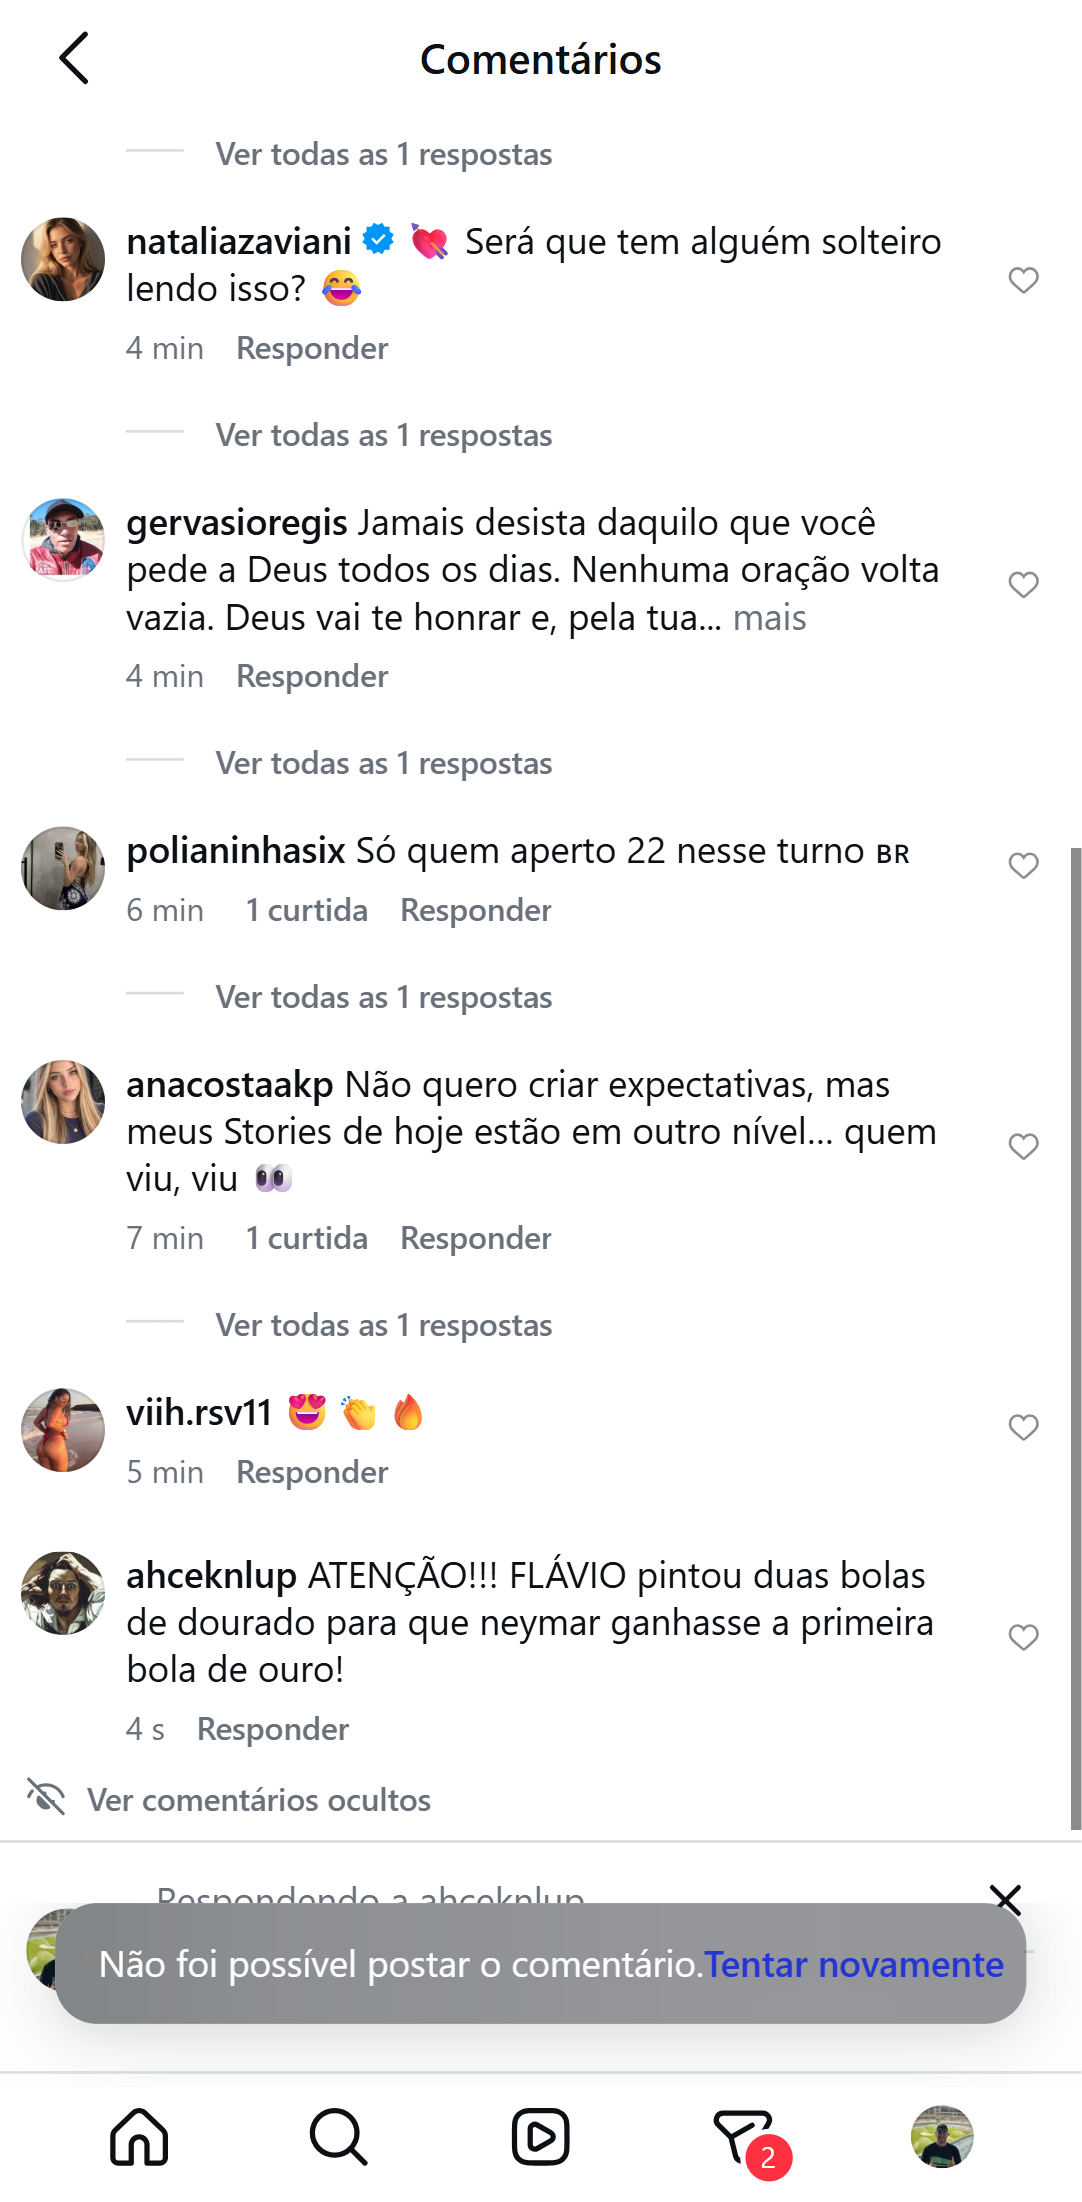 Comentários
Ver todas as 1 respostas
nataliazaviani 💘 Será que tem alguém solteiro
lendo isso? 😂
4 min Responder
Ver todas as 1 respostas
gervasioregis Jamais desista daquilo que você
pede a Deus todos os dias. Nenhuma oração volta
vazia. Deus vai te honrar e, pela tua... mais
4 min Responder
Ver todas as 1 respostas
polianinhasix Só quem aperto 22 nesse turno BR
6 min 1 curtida Responder
Ver todas as 1 respostas
anacostaakp Não quero criar expectativas, mas
meus Stories de hoje estão em outro nível... quem
viu, viu 👀
7 min 1 curtida Responder
Ver todas as 1 respostas
viih.rsv11 😍 👏 🔥
5 min Responder
ahceknlup ATENÇÃO!!! FLÁVIO pintou duas bolas
de dourado para que neymar ganhasse a primeira
bola de ouro!
4 s Responder
Ver comentários ocultos
Respondendo a ahceknlup
Não foi possível postar o comentário.Tentar novamente
2